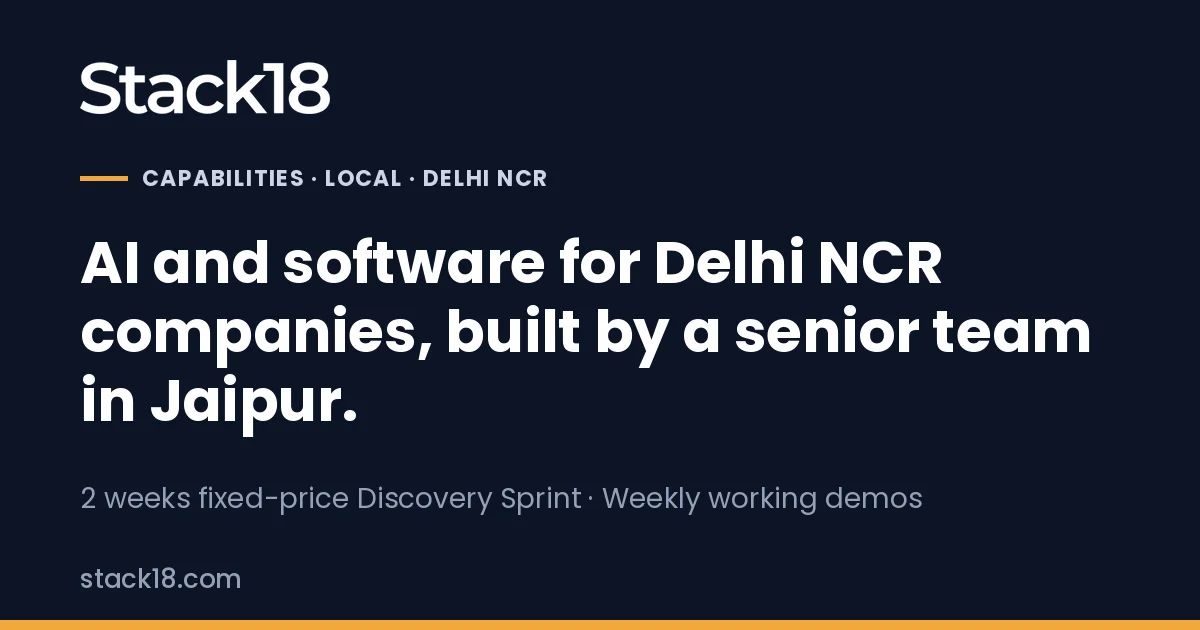 Stack18
CAPABILITIES · LOCAL · DELHI NCR
AI and software for Delhi NCR
companies, built by a senior team
in Jaipur.
2 weeks fixed-price Discovery Sprint · Weekly working demos
stack18.com